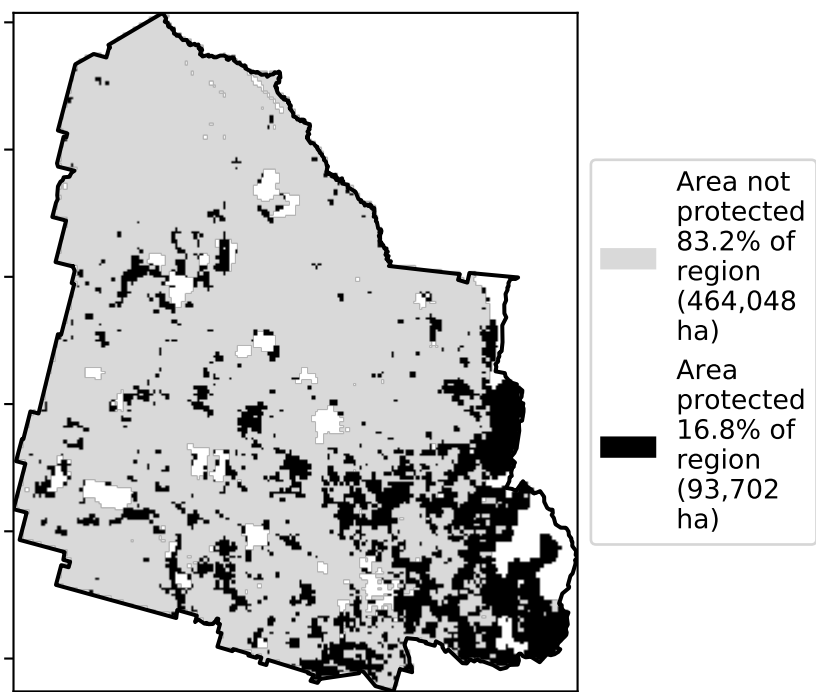 Area not
protected
83.2% of
region
(464,048
ha)
Area
protected
16.8% of
region
(93,702
ha)